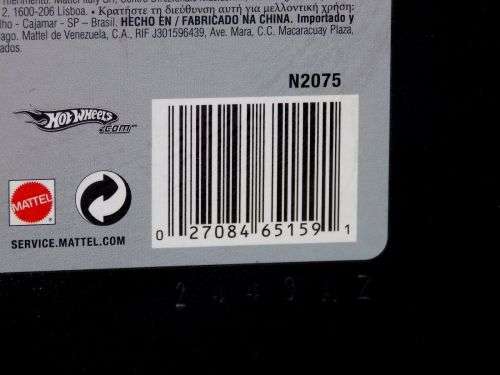 2, 1600-206 Lisboa. • Κρατήστε τη διεύθυνση αυτή για μελλοντική χρήση:
lho - Cajamar - SP – Brasil. HECHO EN / FABRICADO NA CHINA. Importado y
ago. Mattel de Venezuela, C.A., RIF J301596439, Ave. Mara, C.C. Macaracuay Plaza,
N2075
HOT WHEELS
.com
MATTEL
SERVICE.MATTEL.COM
0 27084 65159 1